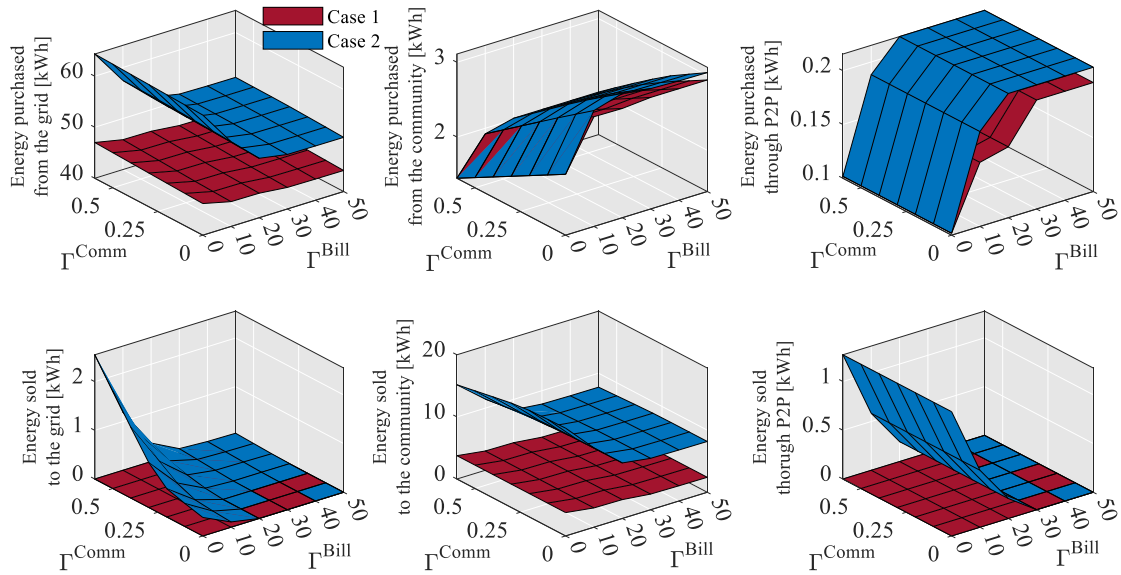 Case 1
Case 2
Energy purchased
from the grid [kWh]
60
50
40
0.5
0.25
0
Γ^Comm
0
10
20
30
40
50
Γ^Bill
Energy purchased
from the community [kWh]
3
2
0.5
0.25
0
Γ^Comm
0
10
20
30
40
50
Γ^Bill
Energy purchased
through P2P [kWh]
0.2
0.15
0.1
0.5
0.25
0
Γ^Comm
0
10
20
30
40
50
Γ^Bill
Energy sold
to the grid [kWh]
2
1
0
0.5
0.25
0
Γ^Comm
0
10
20
30
40
50
Γ^Bill
Energy sold
to the community [kWh]
20
10
0
0.5
0.25
0
Γ^Comm
0
10
20
30
40
50
Γ^Bill
Energy sold
thorugh P2P [kWh]
1
0.5
0
0.5
0.25
0
Γ^Comm
0
10
20
30
40
50
Γ^Bill